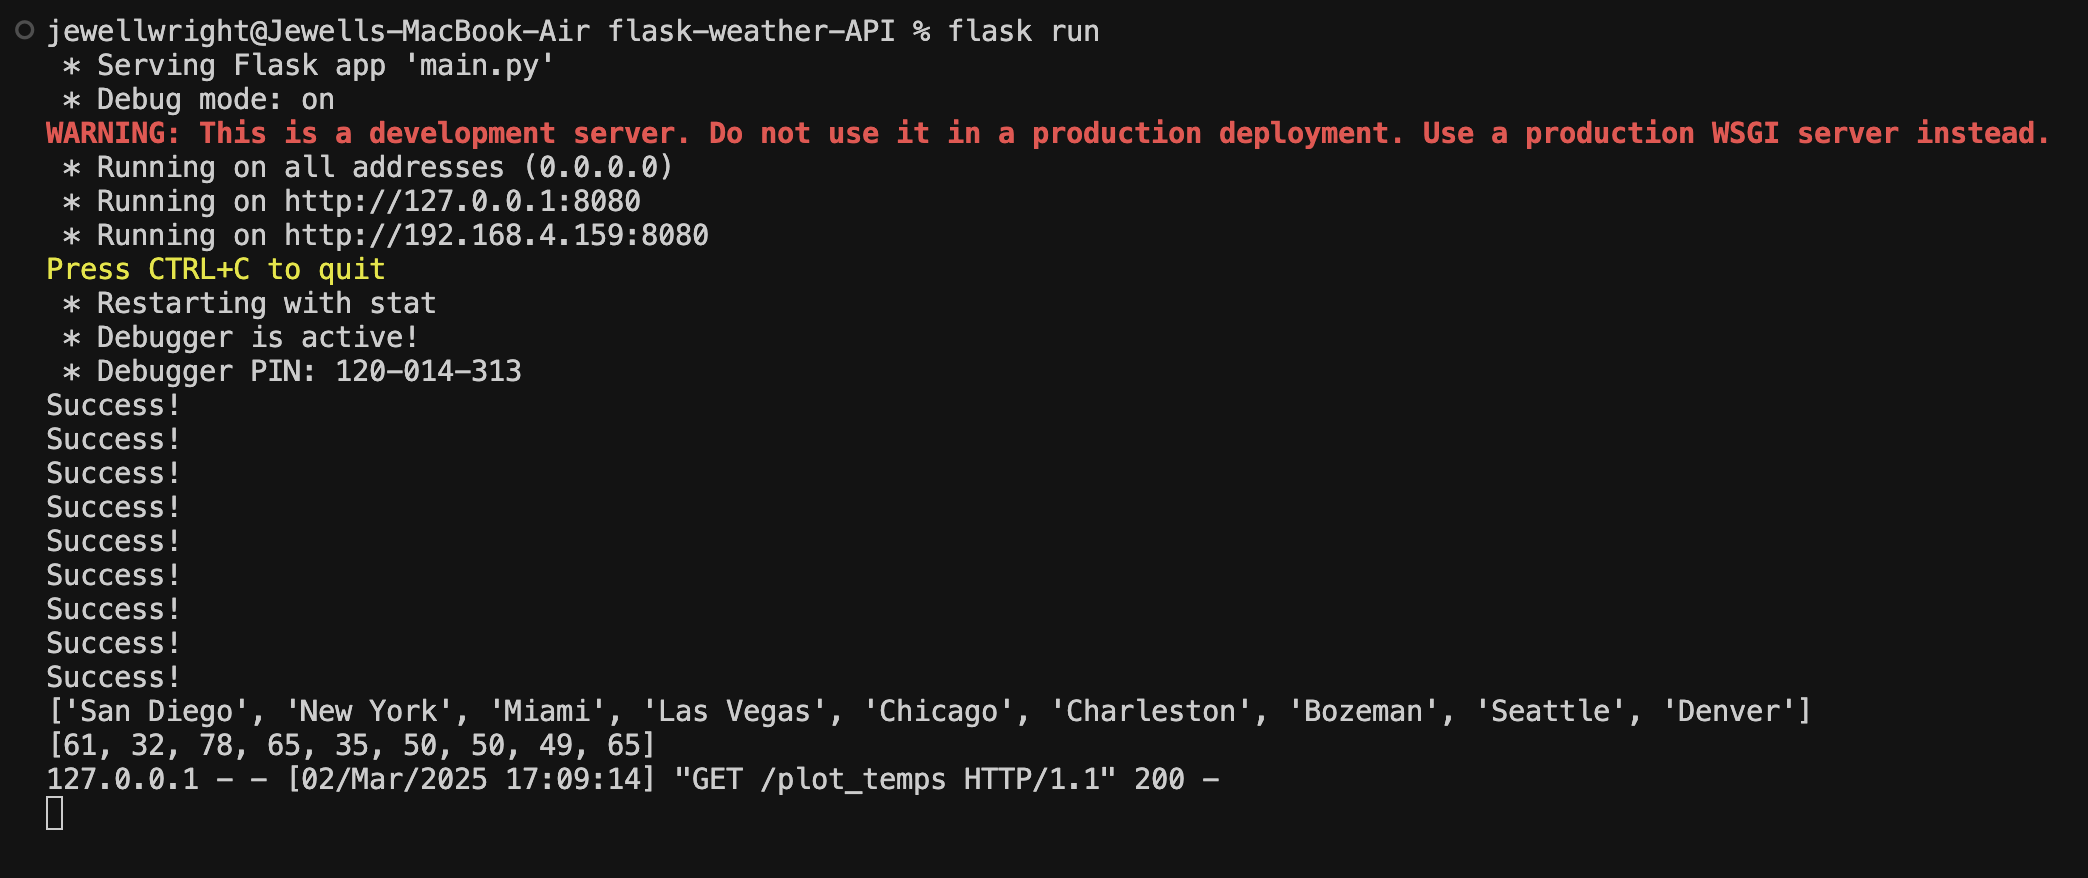 jewellwright@Jewells-MacBook-Air flask-weather-API % flask run
* Serving Flask app 'main.py'
* Debug mode: on
WARNING: This is a development server. Do not use it in a production deployment. Use a production WSGI server instead.
* Running on all addresses (0.0.0.0)
* Running on http://127.0.0.1:8080
* Running on http://192.168.4.159:8080
Press CTRL+C to quit
* Restarting with stat
* Debugger is active!
* Debugger PIN: 120-014-313
Success!
Success!
Success!
Success!
Success!
Success!
Success!
Success!
Success!
['San Diego', 'New York', 'Miami', 'Las Vegas', 'Chicago', 'Charleston', 'Bozeman', 'Seattle', 'Denver']
[61, 32, 78, 65, 35, 50, 50, 49, 65]
127.0.0.1 - - [02/Mar/2025 17:09:14] "GET /plot_temps HTTP/1.1" 200 -